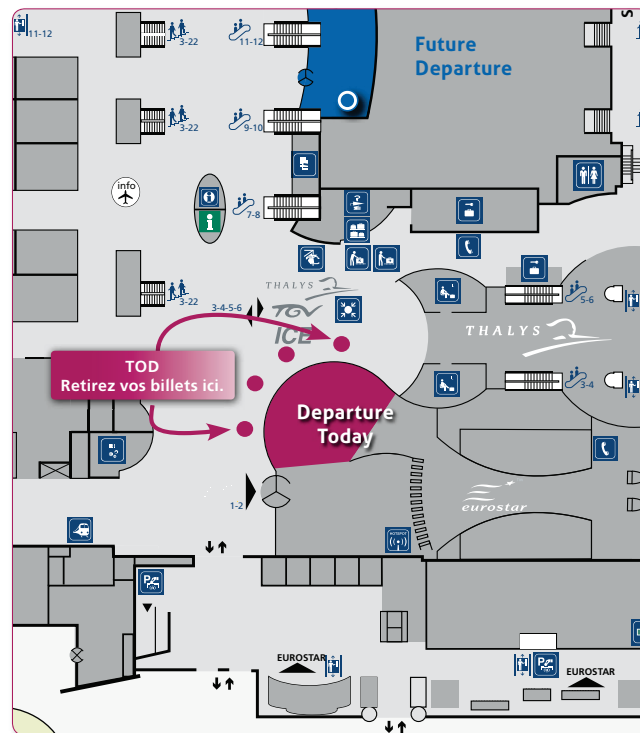 11-12
3-22
11-12
Future
Departure
S
3-22
9-10
info
i
i
7-8
3-22
3-4-5-6
THALYS
TGV
ICE
5-6
THALYS
TOD
Retirez vos billets ici.
3-4
Departure
Today
1-2
eurostar
HOTSPOT
P
EUROSTAR
P
EUROSTAR